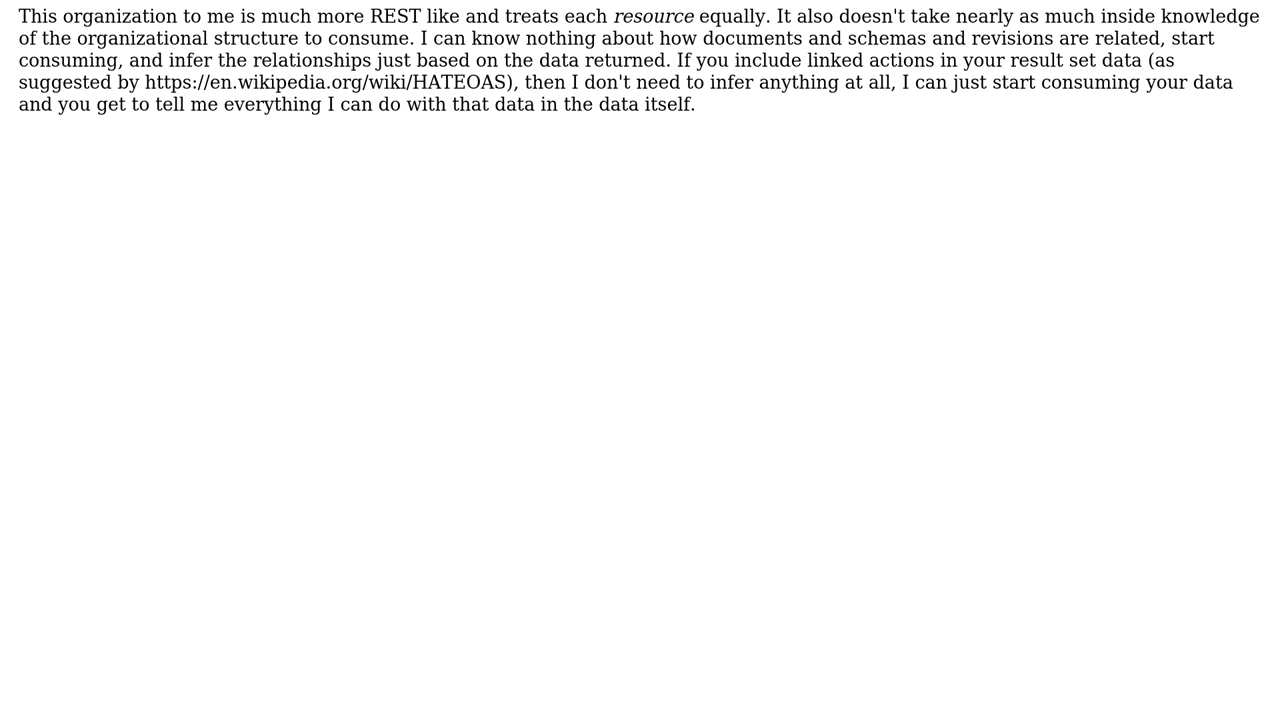 This organization to me is much more REST like and treats each resource equally. It also doesn't take nearly as much inside knowledge
of the organizational structure to consume. I can know nothing about how documents and schemas and revisions are related, start
consuming, and infer the relationships just based on the data returned. If you include linked actions in your result set data (as
suggested by https://en.wikipedia.org/wiki/HATEOAS), then I don't need to infer anything at all, I can just start consuming your data
and you get to tell me everything I can do with that data in the data itself.